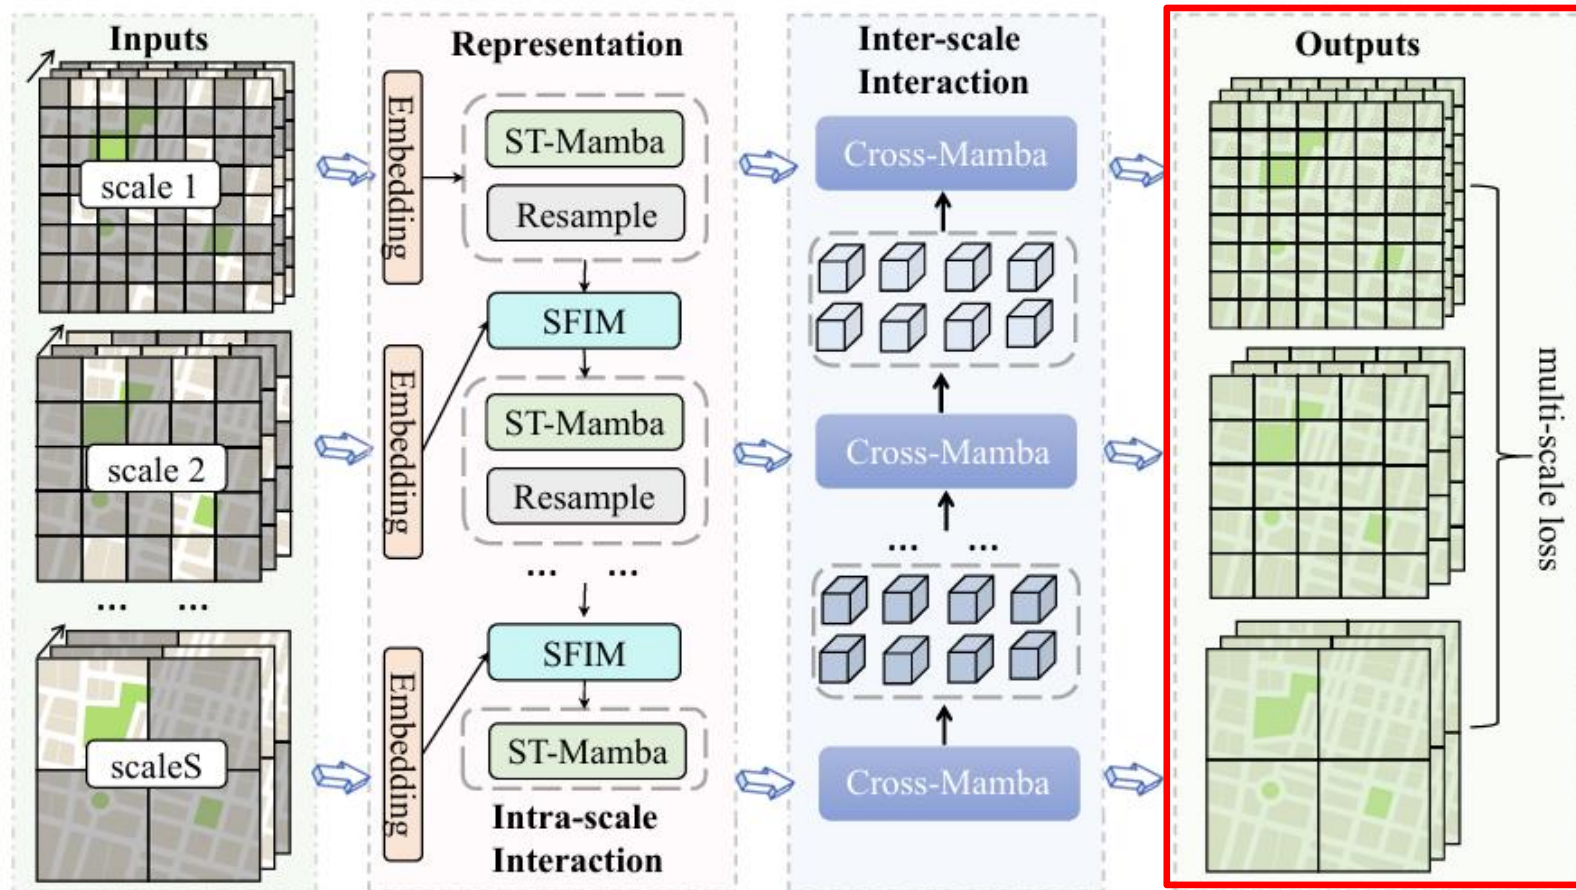 Inputs
scale 1
scale 2
... ...
scaleS
Representation
Embedding
ST-Mamba
Resample
SFIM
Embedding
ST-Mamba
Resample
... ...
SFIM
Embedding
ST-Mamba
Intra-scale
Interaction
Inter-scale
Interaction
Cross-Mamba
Cross-Mamba
... ...
Cross-Mamba
Outputs
multi-scale loss